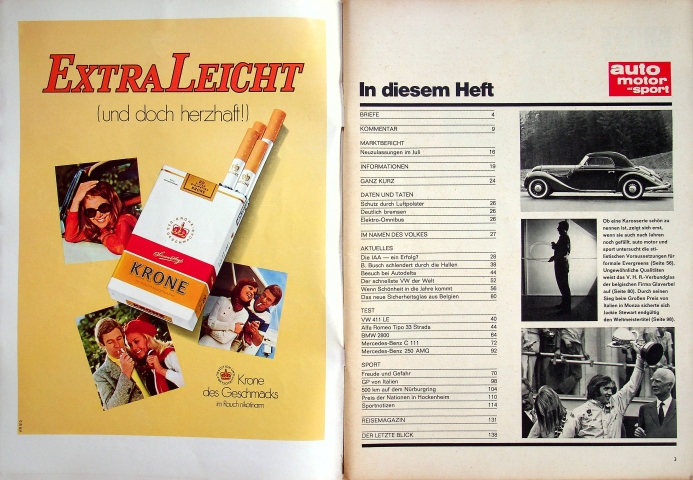 EXTRALEICHT
(und doch herzhaft!)
KRONE
KRONE
Krone
des Geschmacks
im Rauch nikotinarm
In diesem Heft
auto
motor
sport
BRIEFE 4
KOMMENTAR 9
MARKTBERICHT
Neuzulassungen im Juli 16
INFORMATIONEN 19
GANZ KURZ 24
DATEN UND TATEN
Schutz durch Luftpolster 26
Deutlich bremsen 26
Elektro-Omnibus 26
IM NAMEN DES VOLKES 27
AKTUELLES
Die IAA — ein Erfolg? 28
B. Busch schlendert durch die Hallen 38
Besuch bei Autodelta 44
Der schnellste VW der Welt 52
Wenn Schönheit in die Jahre kommt 56
Das neue Sicherheitsglas aus Belgien 80
TEST
VW 411 LE 40
Alfa Romeo Tipo 33 Strada 44
BMW 2800 64
Mercedes-Benz C 111 72
Mercedes-Benz 250 AMG 92
SPORT
Freude und Gefahr 70
GP von Italien 98
500 km auf dem Nürburgring 104
Preis der Nationen in Hockenheim 110
Sportnotizen 114
REISEMAGAZIN 131
DER LETZTE BLICK 138
Ob eine Karosserie schön zu
nennen ist, zeigt sich erst,
wenn sie auch nach Jahren
noch gefällt. auto motor und
sport untersucht die sti-
listischen Voraussetzungen für
formale Evergreens (Seite 56).
Ungewöhnliche Qualitäten
weist das V. H. R.-Verbundglas
der belgischen Firma Glaverbel
auf (Seite 80). Durch seinen
Sieg beim Großen Preis von
Italien in Monza sicherte sich
Jackie Stewart endgültig
den Weltmeistertitel (Seite 98).
3